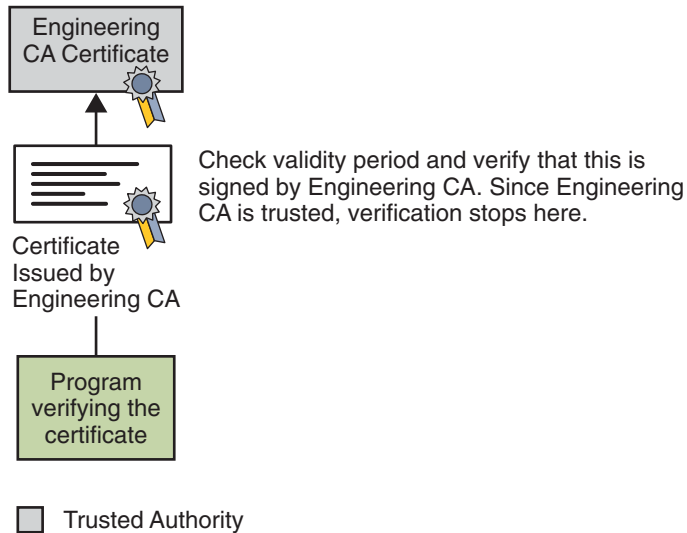 Engineering
CA Certificate
Check validity period and verify that this is
signed by Engineering CA. Since Engineering
CA is trusted, verification stops here.
Certificate
Issued by
Engineering CA
Program
verifying the
certificate
Trusted Authority